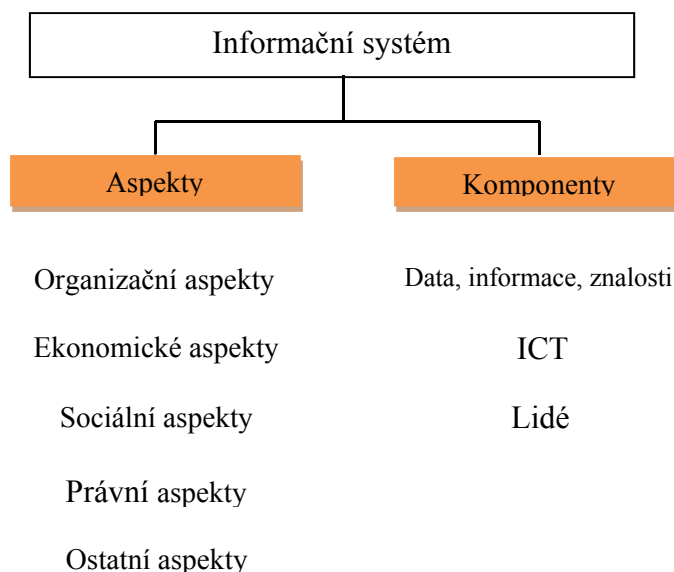 Informační systém
Aspekty
Organizační aspekty
Ekonomické aspekty
Sociální aspekty
Právní aspekty
Ostatní aspekty
Komponenty
Data, informace, znalosti
ICT
Lidé